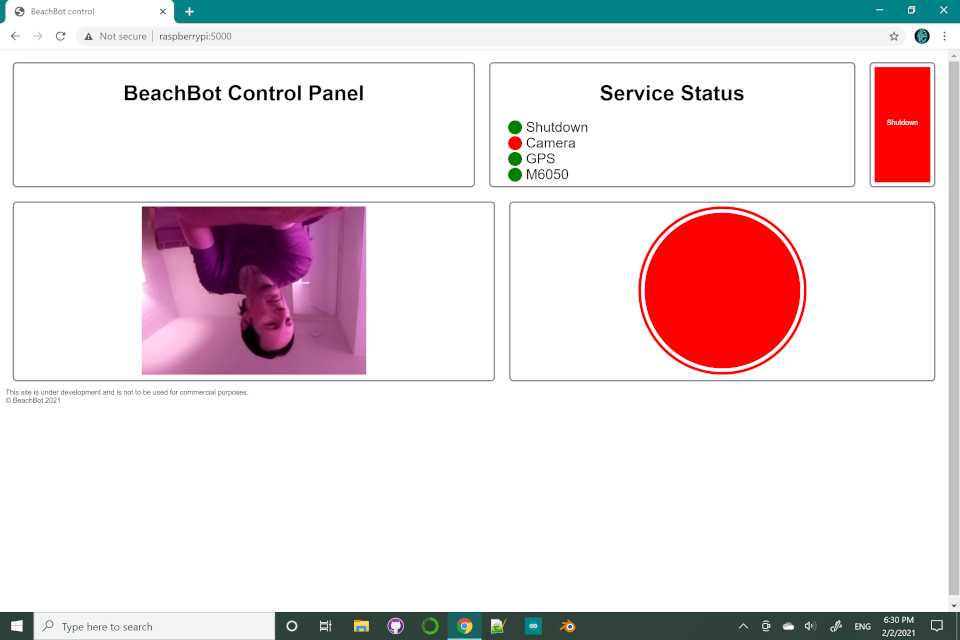 BeachBot control
Not secure
raspberrypi:5000
BeachBot Control Panel
Service Status
Shutdown
Camera
GPS
M6050
Shutdown
This site is under development and is not to be used for commercial purposes.
© BeachBot 2021
Type here to search
ENG
6:30 PM
2/2/2021